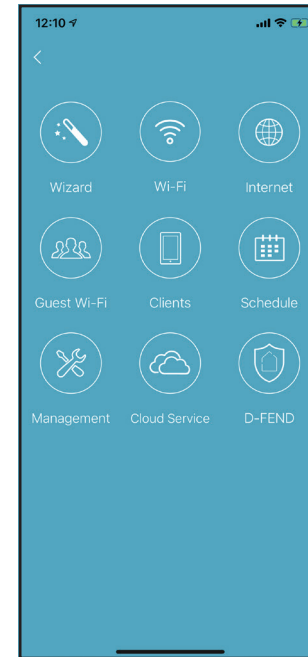 12:10
Wizard Wi-Fi Internet
Guest Wi-Fi Clients Schedule
Management Cloud Service D-FEND